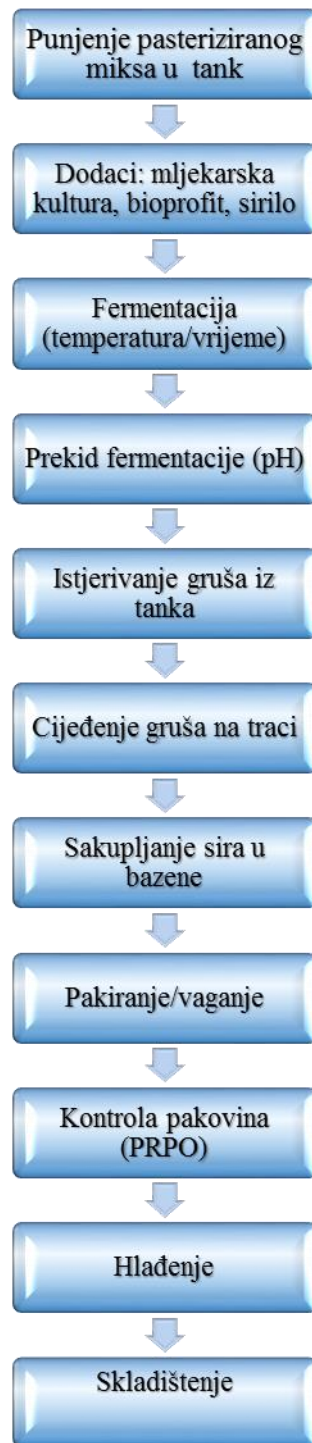 Punjenje pasteriziranog
miksa u tank
Dodaci: mljekarska
kultura, bioprofit, sirilo
Fermentacija
(temperatura/vrijeme)
Prekid fermentacije (pH)
Istjerivanje gruša iz
tanka
Cijeđenje gruša na traci
Sakupljanje sira u
bazene
Pakiranje/vaganje
Kontrola pakovina
(PRPO)
Hlađenje
Skladištenje